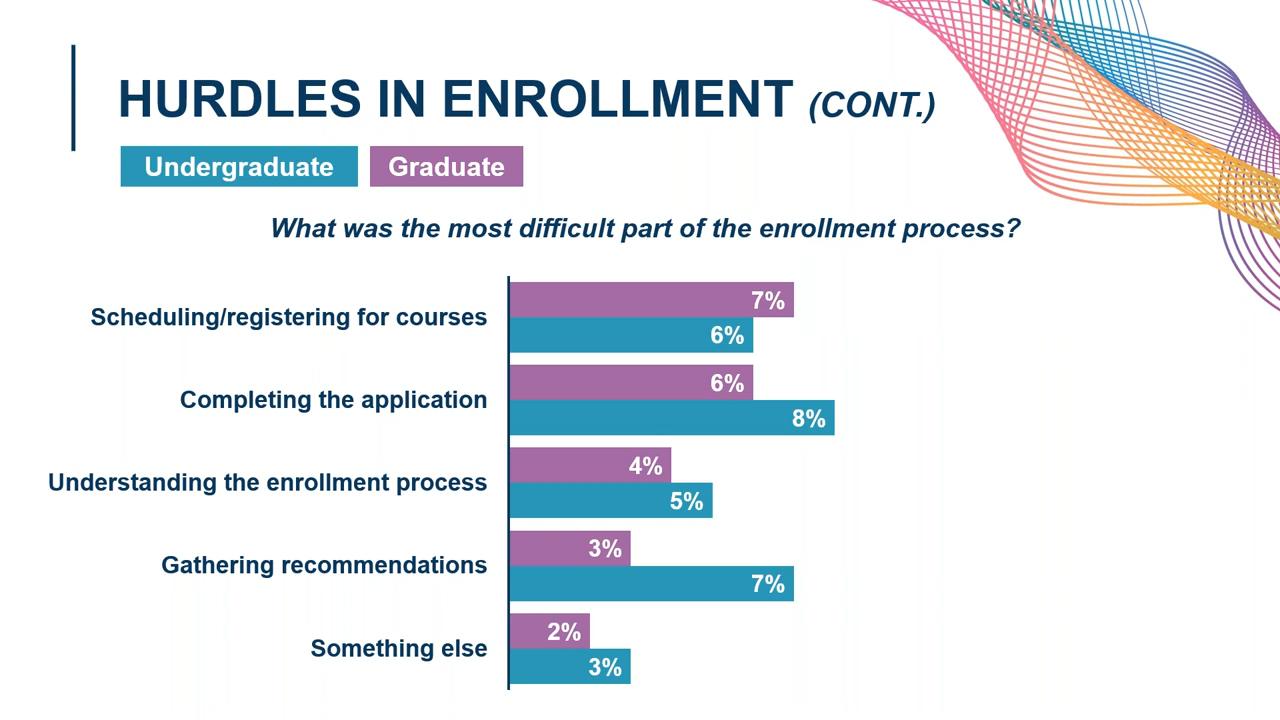 HURDLES IN ENROLLMENT (CONT.)
Undergraduate Graduate
What was the most difficult part of the enrollment process?
Scheduling/registering for courses
7%
6%
Completing the application
6%
8%
Understanding the enrollment process
4%
5%
Gathering recommendations
3%
7%
Something else
2%
3%